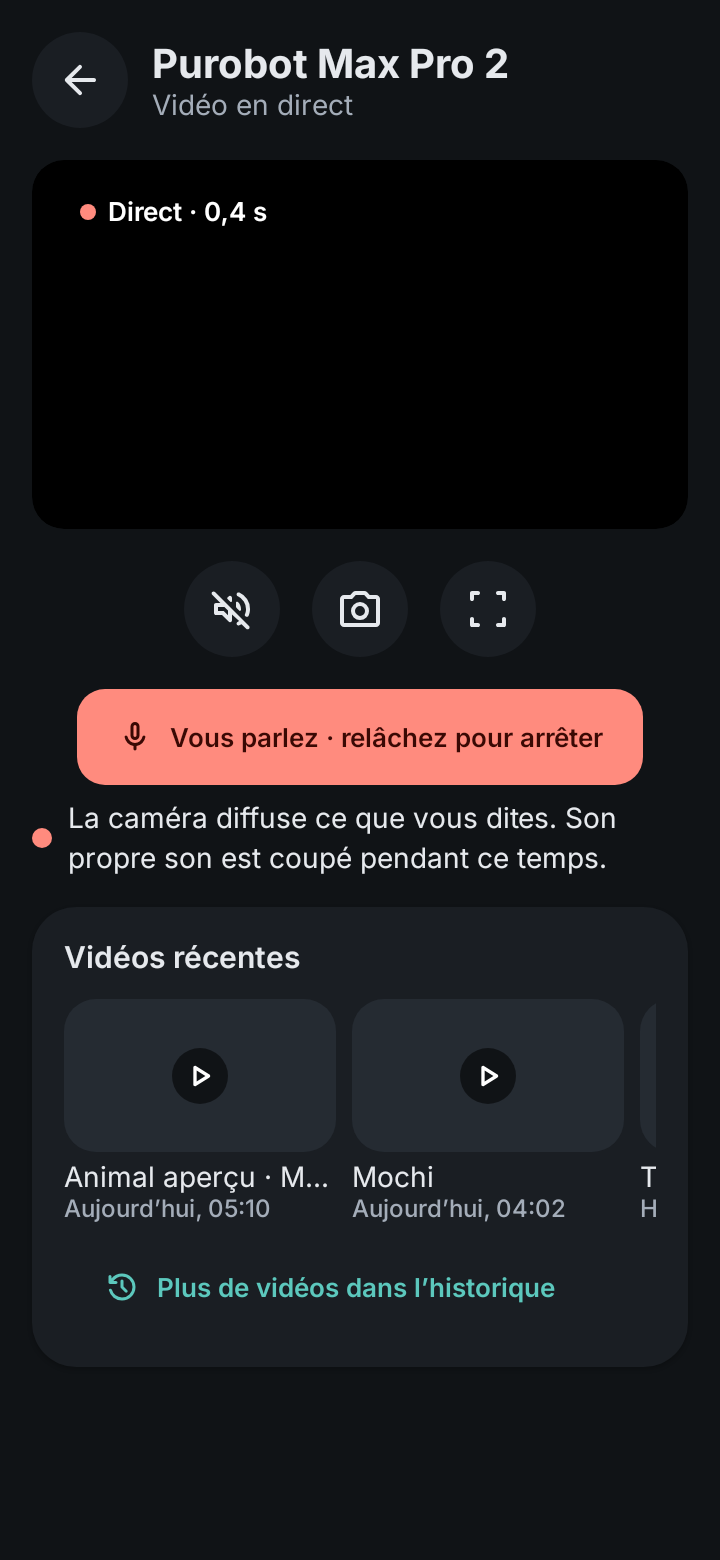 Purobot Max Pro 2
Vidéo en direct
Direct · 0,4 s
Vous parlez · relâchez pour arrêter
La caméra diffuse ce que vous dites. Son
propre son est coupé pendant ce temps.
Vidéos récentes
Animal aperçu · M…
Aujourd’hui, 05:10
Mochi
Aujourd’hui, 04:02
T
H
Plus de vidéos dans l’historique